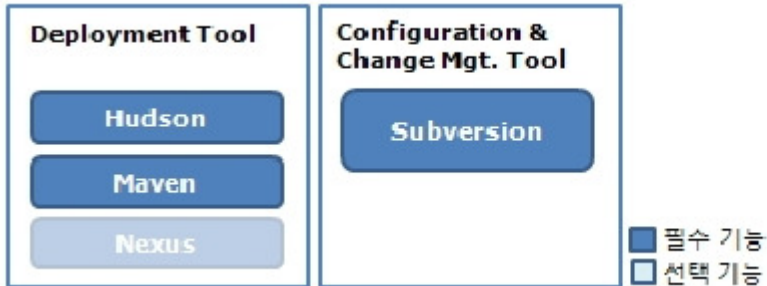 Deployment Tool
Hudson
Maven
Nexus
Configuration &
Change Mgt. Tool
Subversion
필수 기능
선택 기능